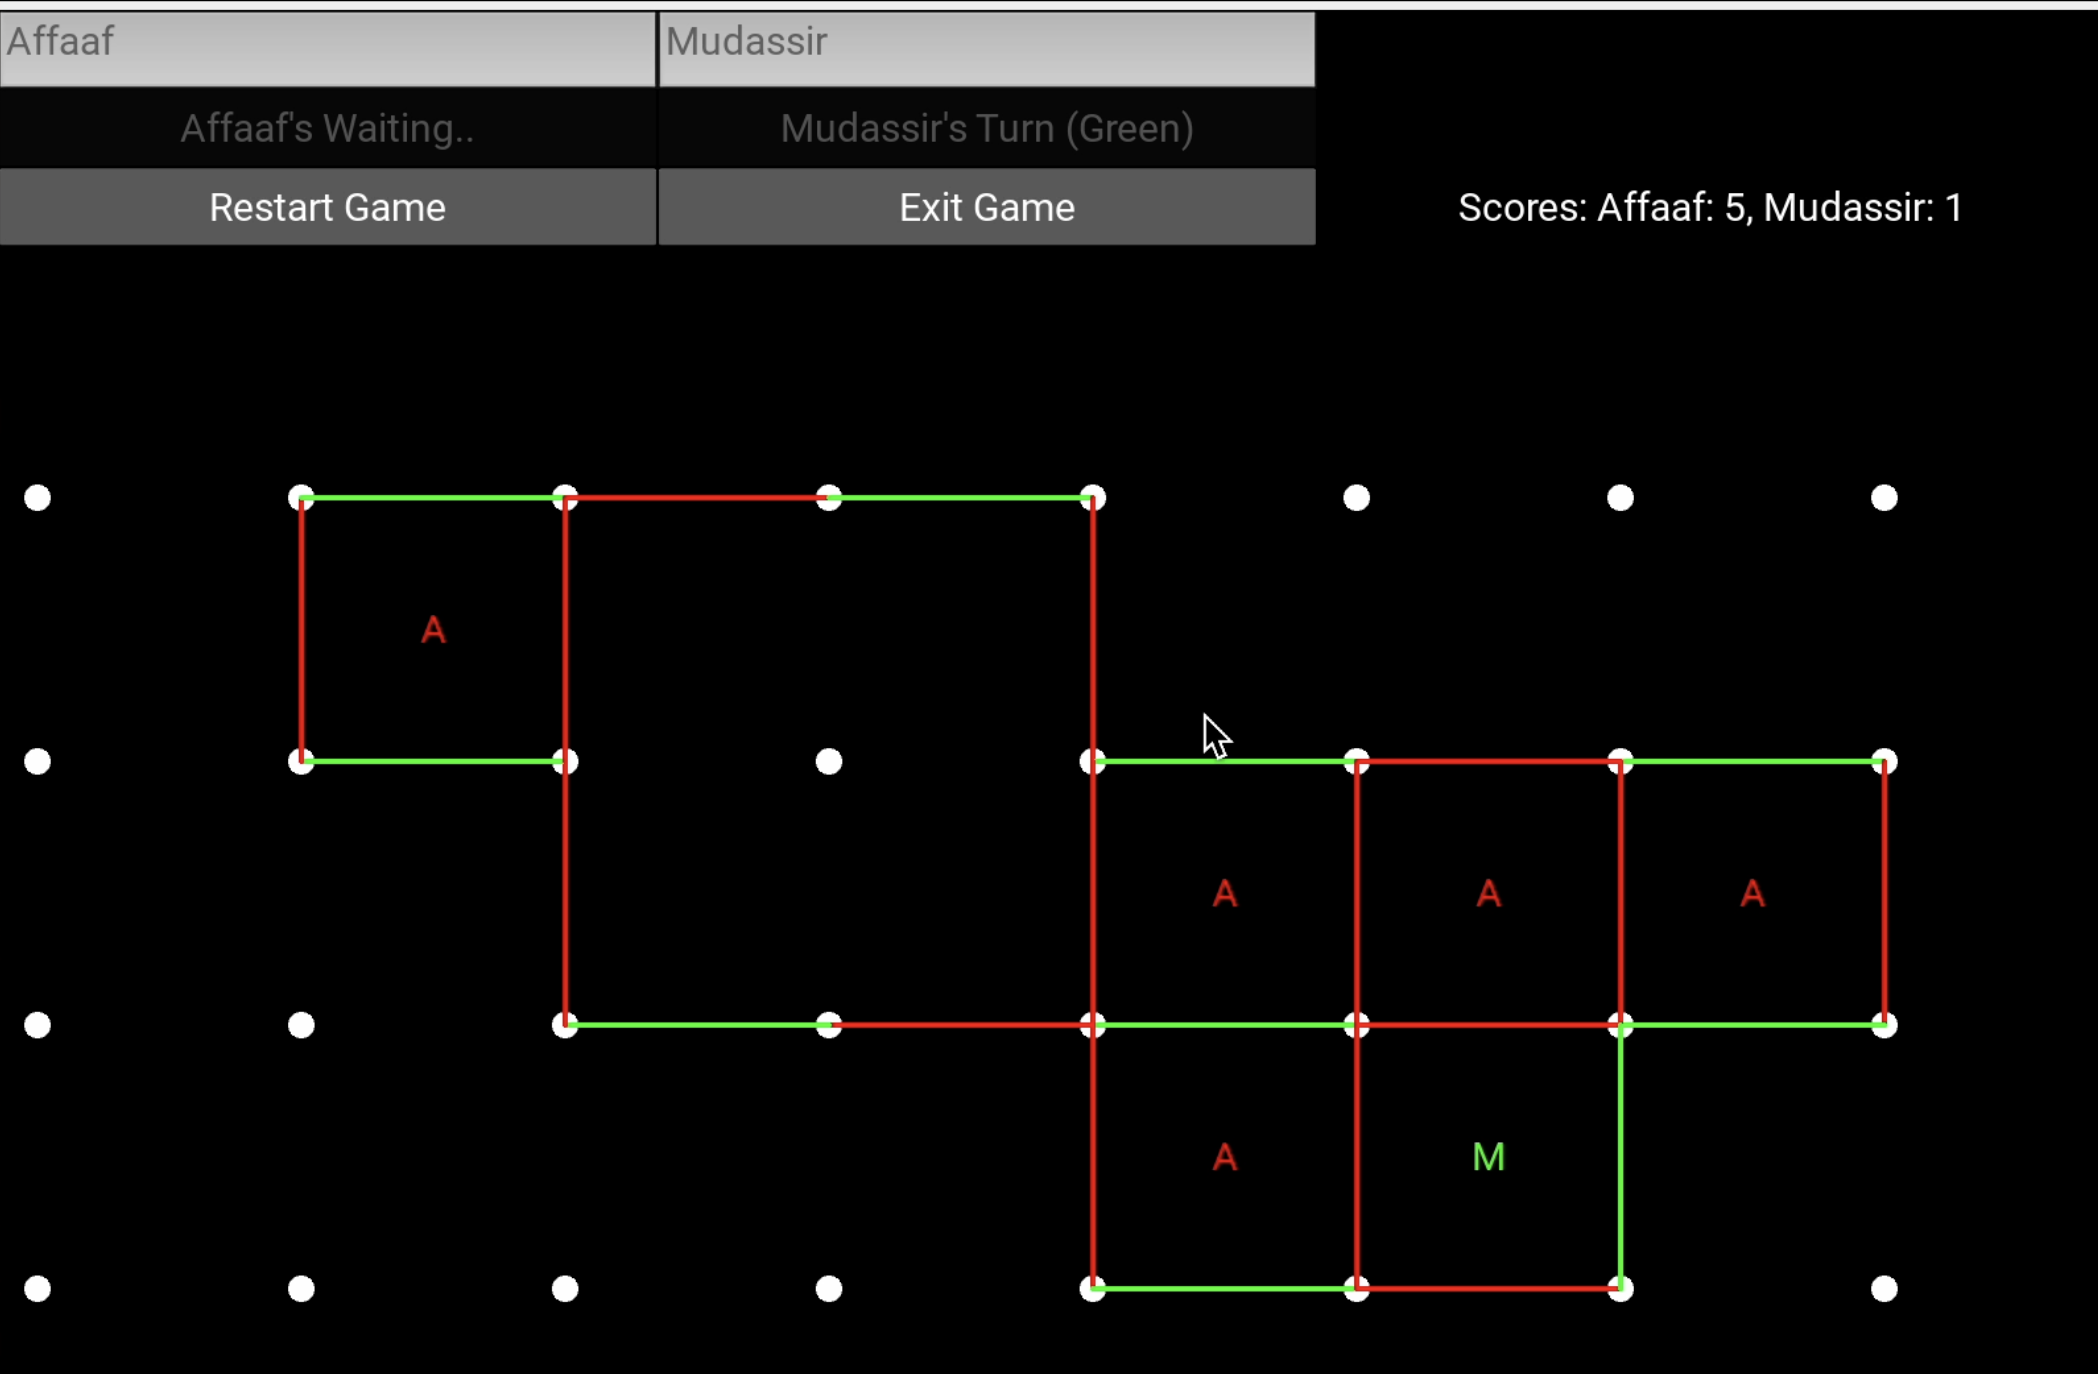 Affaaf
Mudassir
Affaaf's Waiting..
Mudassir's Turn (Green)
Restart Game
Exit Game
Scores: Affaaf: 5, Mudassir: 1
A
A
A
A
A
M